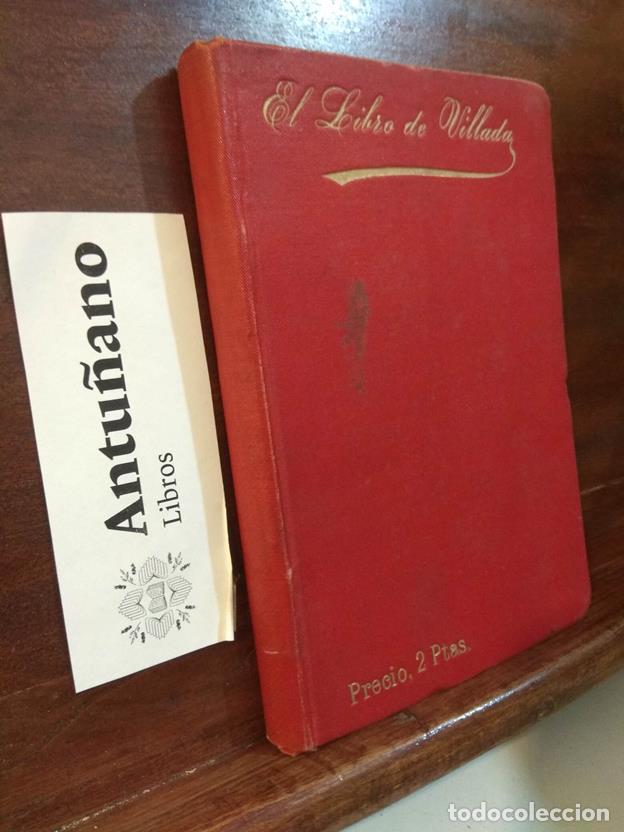 El Libro de Villada
Precio, 2 Ptas.
Antuñano
Libros
todocoleccion